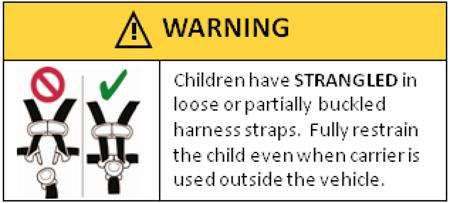 WARNING
Children have STRANGLED in
loose or partially buckled
harness straps. Fully restrain
the child even when carrier is
used outside the vehicle.